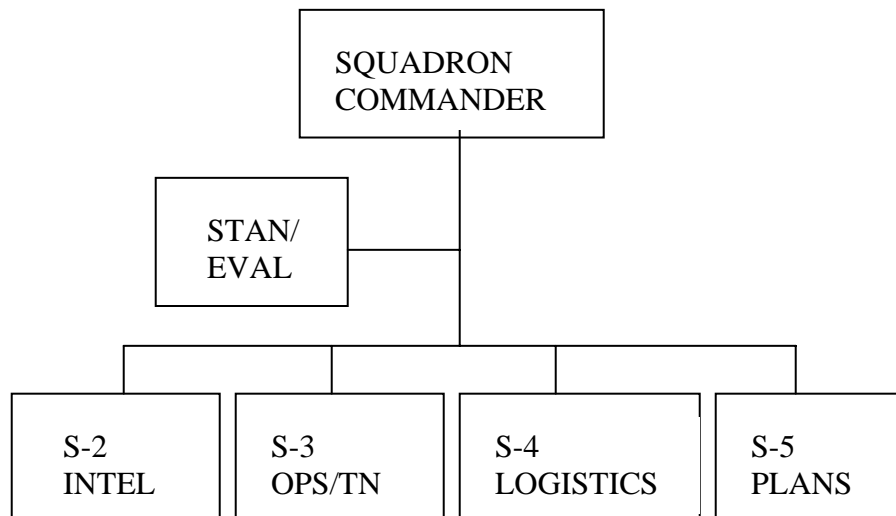 SQUADRON
COMMANDER
STAN/
EVAL
S-2
INTEL
S-3
OPS/TN
S-4
LOGISTICS
S-5
PLANS